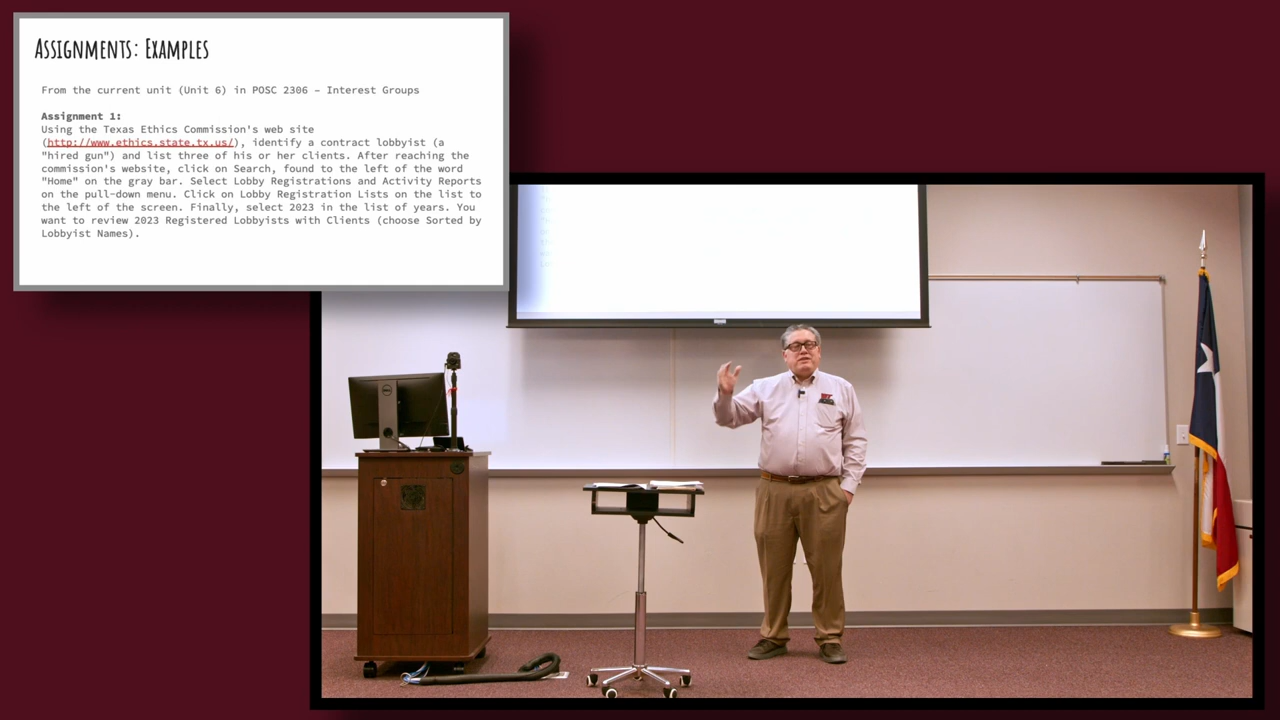 ASSIGNMENTS: EXAMPLES
From the current unit (Unit 6) in POSC 2306 – Interest Groups
Assignment 1:
Using the Texas Ethics Commission's web site
(http://www.ethics.state.tx.us/), identify a contract lobbyist (a
"hired gun") and list three of his or her clients. After reaching the
commission's website, click on Search, found to the left of the word
"Home" on the gray bar. Select Lobby Registrations and Activity Reports
on the pull-down menu. Click on Lobby Registration Lists on the list to
the left of the screen. Finally, select 2023 in the list of years. You
want to review 2023 Registered Lobbyists with Clients (choose Sorted by
Lobbyist Names).